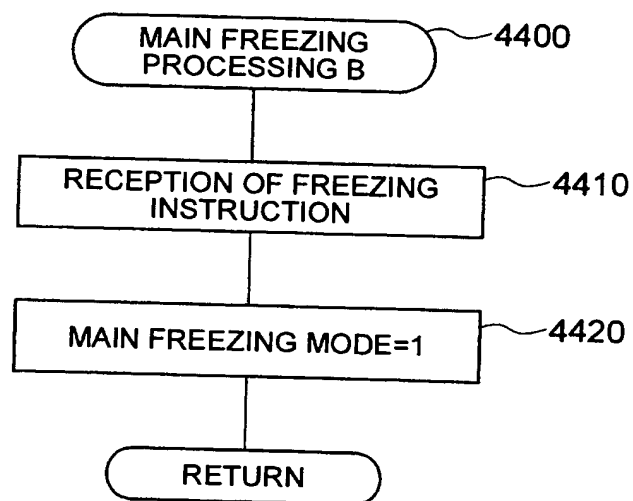 MAIN FREEZING
PROCESSING B
4400
RECEPTION OF FREEZING
INSTRUCTION
4410
MAIN FREEZING MODE=1
4420
RETURN